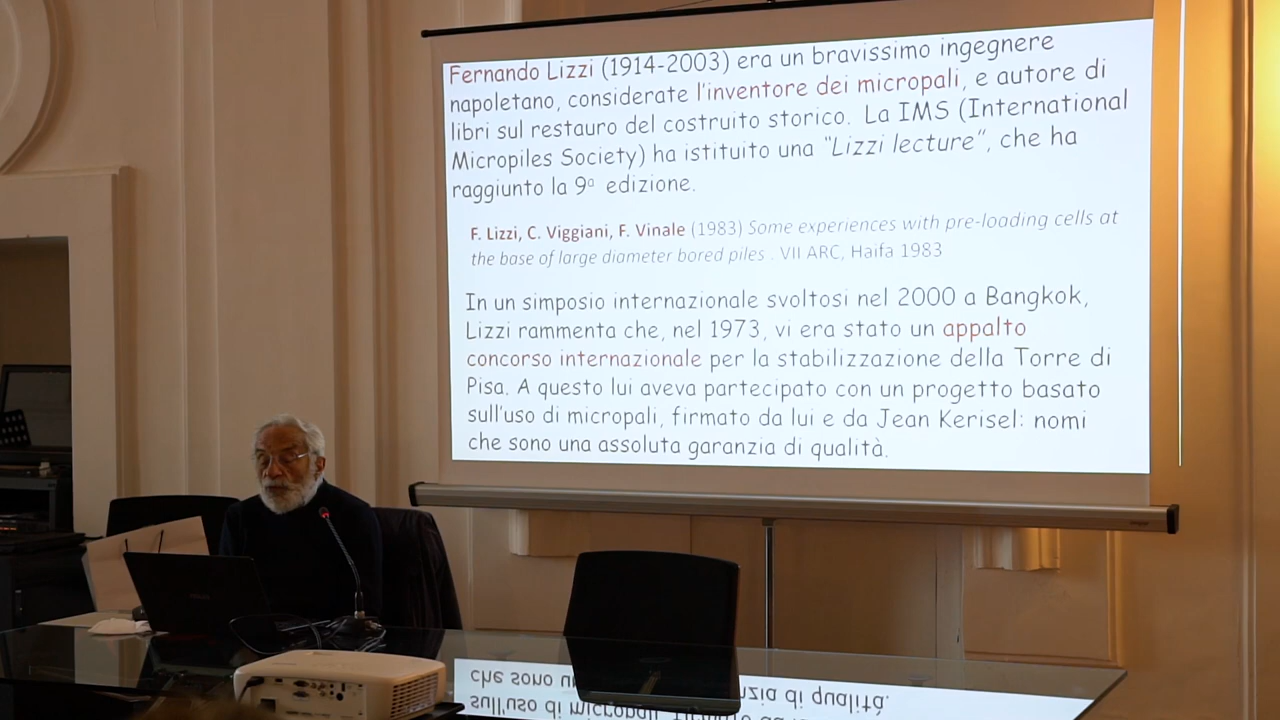 Fernando Lizzi (1914-2003) era un bravissimo ingegnere
napoletano, considerate l'inventore dei micropali, e autore di
libri sul restauro del costruito storico. La IMS (International
Micropiles Society) ha istituito una "Lizzi lecture", che ha
raggiunto la 9ª edizione.
F. Lizzi, C. Viggiani, F. Vinale (1983) Some experiences with pre-loading cells at
the base of large diameter bored piles . VII ARC, Haifa 1983
In un simposio internazionale svoltosi nel 2000 a Bangkok,
Lizzi rammenta che, nel 1973, vi era stato un appalto
concorso internazionale per la stabilizzazione della Torre di
Pisa. A questo lui aveva partecipato con un progetto basato
sull'uso di micropali, firmato da lui e da Jean Kerisel: nomi
che sono una assoluta garanzia di qualità.